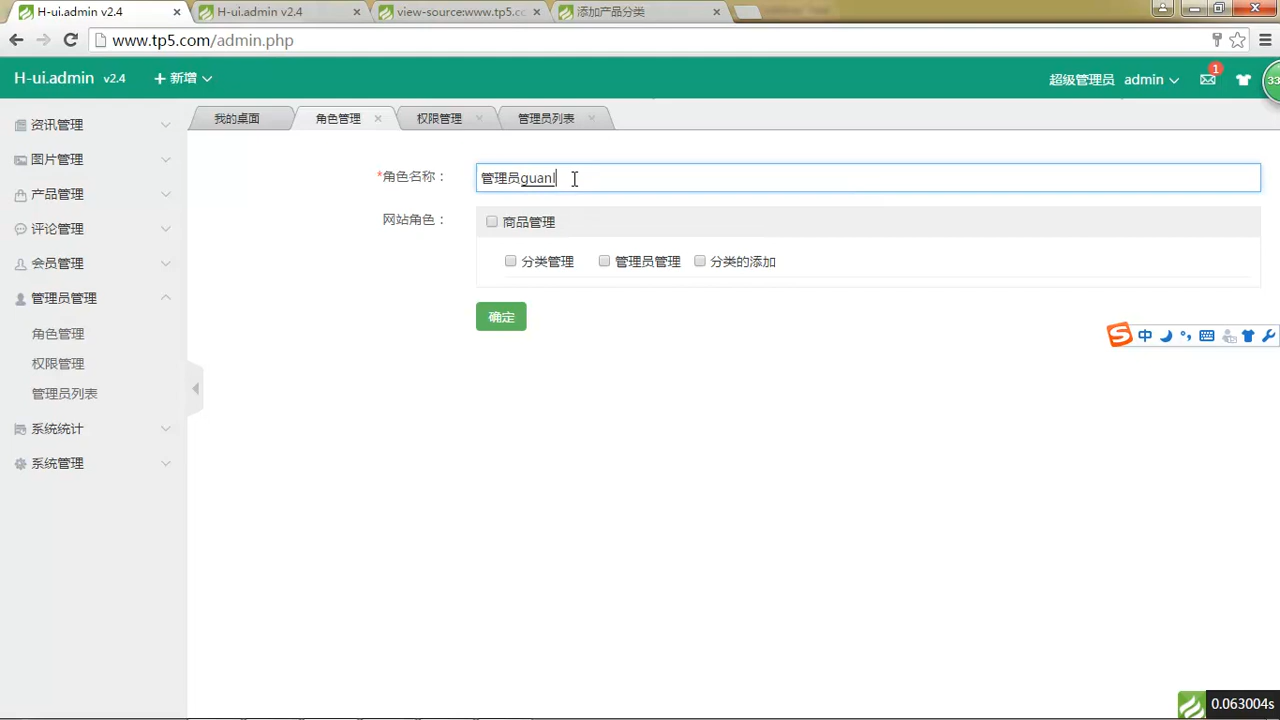 H-ui.admin v2.4
H-ui.admin v2.4
view-source:www.tp5.cc
添加产品分类
www.tp5.com/admin.php
H-ui.admin v2.4
新增
超级管理员 admin
1
33
资讯管理
图片管理
产品管理
评论管理
会员管理
管理员管理
角色管理
权限管理
管理员列表
系统统计
系统管理
我的桌面
角色管理
权限管理
管理员列表
*角色名称：
管理员guanl
网站角色：
商品管理
分类管理
管理员管理
分类的添加
确定
S 中
0.063004s